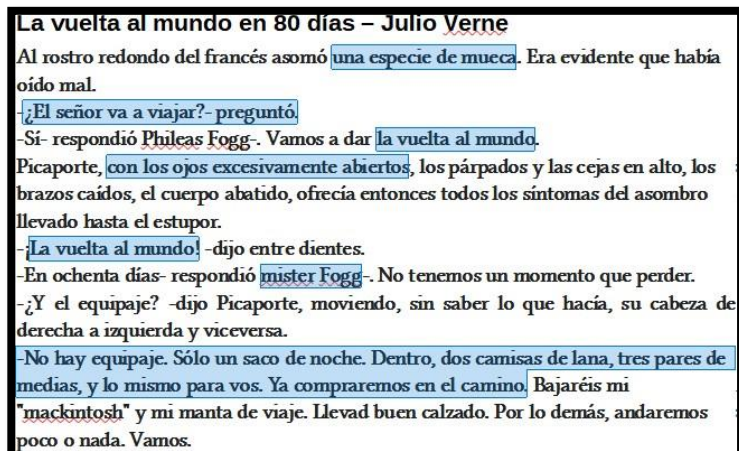 La vuelta al mundo en 80 días – Julio Verne
Al rostro redondo del francés asomó una especie de mueca. Era evidente que había
oído mal.
-¿El señor va a viajar?- preguntó.
-Sí- respondió Phileas Fogg-. Vamos a dar la vuelta al mundo.
Picaporte, con los ojos excesivamente abiertos, los párpados y las cejas en alto, los
brazos caídos, el cuerpo abatido, ofrecía entonces todos los síntomas del asombro
llevado hasta el estupor.
-¡La vuelta al mundo! -dijo entre dientes.
-En ochenta días- respondió mister Fogg-. No tenemos un momento que perder.
-¿Y el equipaje? -dijo Picaporte, moviendo, sin saber lo que hacía, su cabeza de
derecha a izquierda y viceversa.
-No hay equipaje. Sólo un saco de noche. Dentro, dos camisas de lana, tres pares de
medias, y lo mismo para vos. Ya compraremos en el camino. Bajaréis mi
"mackintosh" y mi manta de viaje. Llevad buen calzado. Por lo demás, andaremos
poco o nada. Vamos.